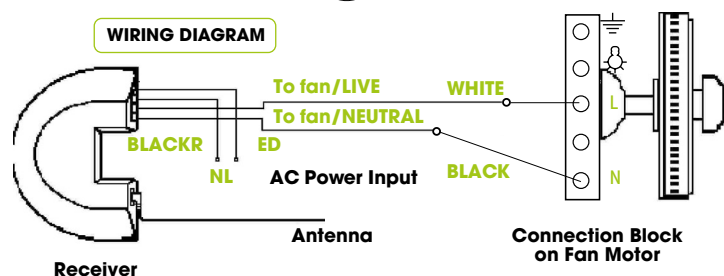 WIRING DIAGRAM
To fan/LIVE WHITE
L
To fan/NEUTRAL
BLACKR ED
NL AC Power Input BLACK N
Antenna
Connection Block
on Fan Motor
Receiver